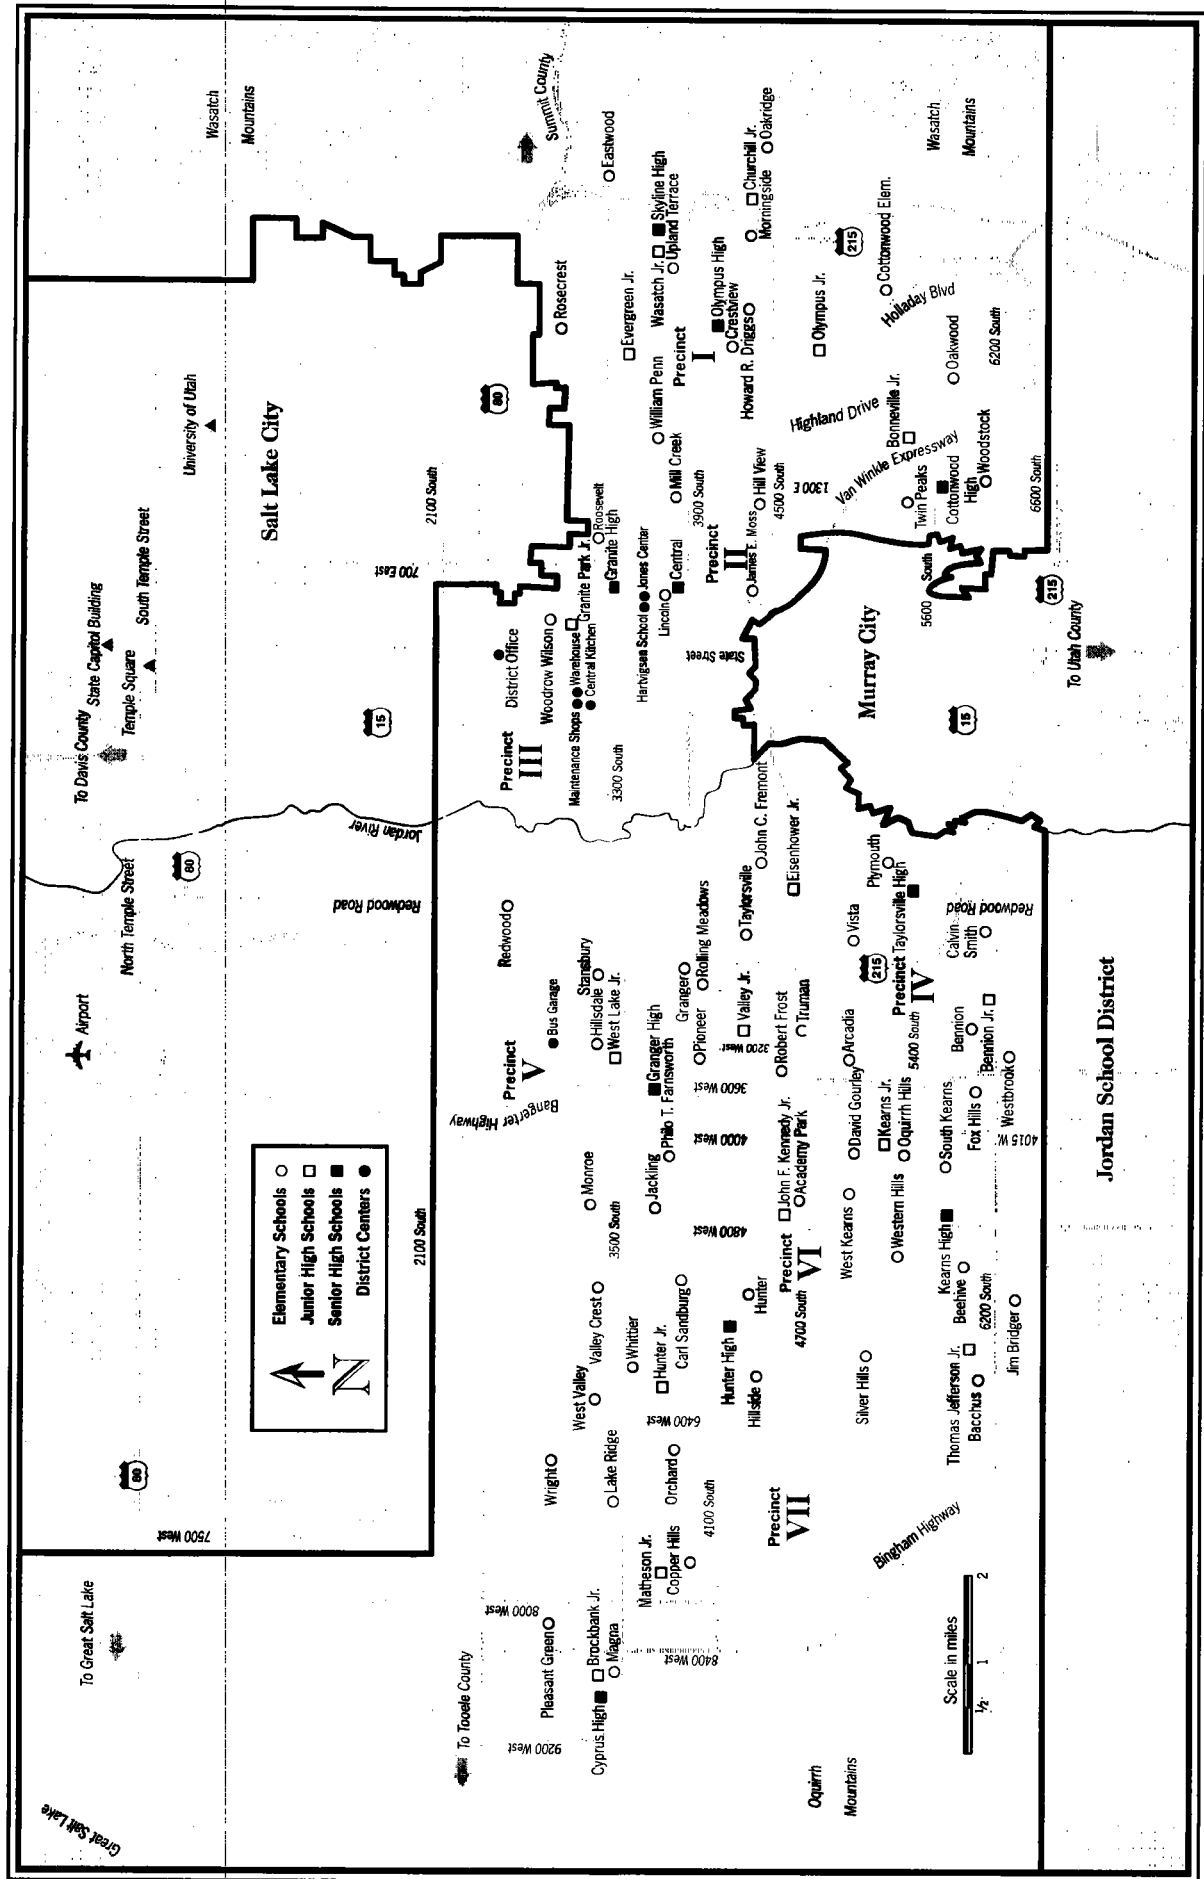 Great Salt Lake
To Great Salt Lake
7500 West
80
Airport
North Temple Street
80
To Davis County
State Capitol Building
Temple Square
South Temple Street
University of Utah
Wasatch
Mountains
Salt Lake City
N
Elementary Schools
Junior High Schools
Senior High Schools
District Centers
2100 South
Redwood Road
Jordan River
15
700 East
2100 South
80
Summit County
To Tooele County
9200 West
8000 West
Pleasant Green
Cyprus High
Brockbank Jr.
Magna
8400 West
Matheson Jr.
Copper Hills
4100 South
Wright
Lake Ridge
Orchard
6400 West
West Valley
Valley Crest
Whittier
Hunter Jr.
Carl Sandburg
Hunter High
Hillside
Hunter
Monroe
3500 South
Jackling
Philo T. Farnsworth
4800 West
4000 West
3600 West
3200 West
Bangerter Highway
Precinct
V
Bus Garage
Redwood
Stansbury
Hillsdale
West Lake Jr.
Granger High
Granger
Pioneer
Rolling Meadows
Valley Jr.
Taylorsville
Robert Frost
Truman
John F. Kennedy Jr.
Academy Park
Precinct
VI
4700 South
Precinct
VII
Precinct
III
District Office
Woodrow Wilson
Maintenance Shops
Warehouse
Central Kitchen
Granite Park Jr.
Roosevelt
Granite High
3300 South
Hartvigsen School
Jones Center
Lincoln
Central
State Street
Precinct
II
3900 South
Mill Creek
William Penn
James E. Moss
Hill View
4500 South
1300 E
Rosecrest
Evergreen Jr.
Eastwood
Wasatch Jr.
Skyline High
Upland Terrace
Precinct
I
Olympus High
Crestview
Howard R. Driggs
Churchill Jr.
Morningside
Oakridge
Olympus Jr.
215
Cottonwood Elem.
Holladay Blvd
Highland Drive
Van Winkle Expressway
Bonneville Jr.
Oakwood
6200 South
Twin Peaks
Cottonwood
High
Woodstock
6600 South
Wasatch
Mountains
Murray City
5600
South
15
215
To Utah County
John C. Fremont
Eisenhower Jr.
Plymouth
Taylorsville High
Vista
215
Precinct
IV
5400 South
Redwood Road
Calvin
Smith
Bennion
Bennion Jr.
Westbrook
4015 W.
Arcadia
David Gourley
Kearns Jr.
Oquirrh Hills
South Kearns
Fox Hills
West Kearns
Western Hills
Kearns High
Beehive
6200 South
Jim Bridger
Silver Hills
Thomas Jefferson Jr.
Bacchus
Bingham Highway
Oquirrh
Mountains
Scale in miles
1/2
1
2
Jordan School District